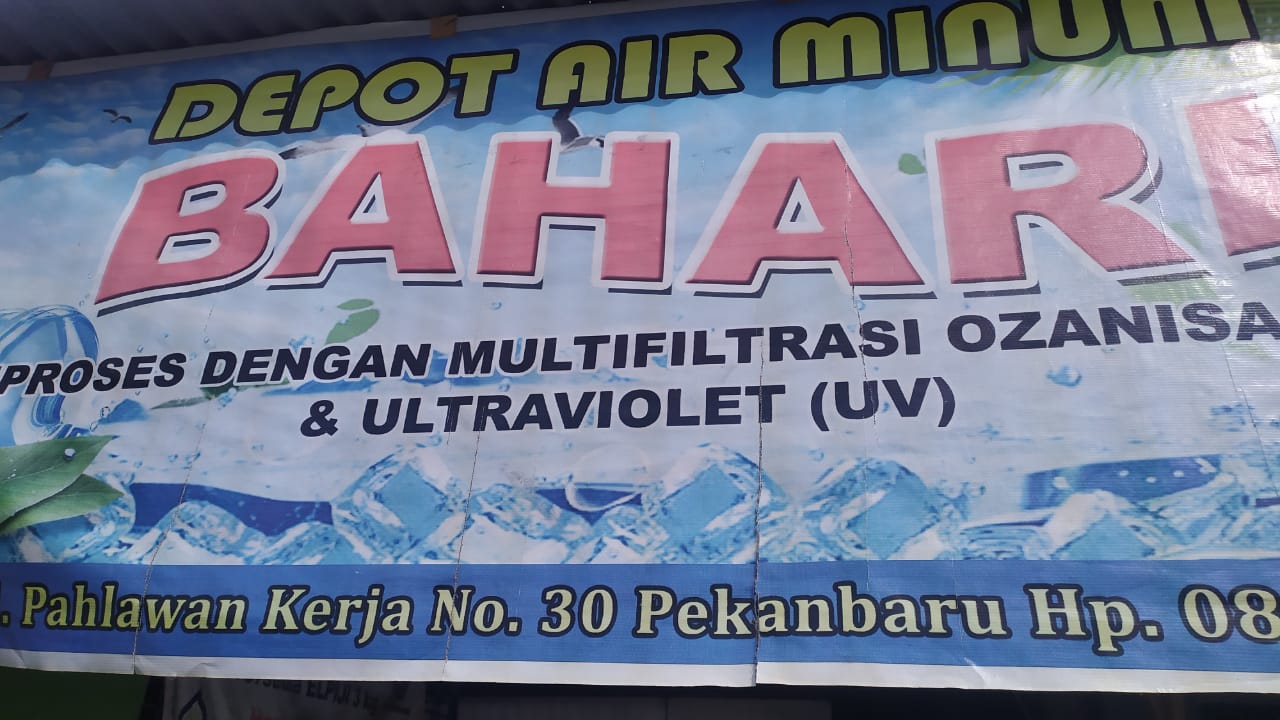 DEPOT AIR MINUM
BAHARI
PROSES DENGAN MULTIFILTRASI OZANISA
& ULTRAVIOLET (UV)
. Pahlawan Kerja No. 30 Pekanbaru Hp. 08